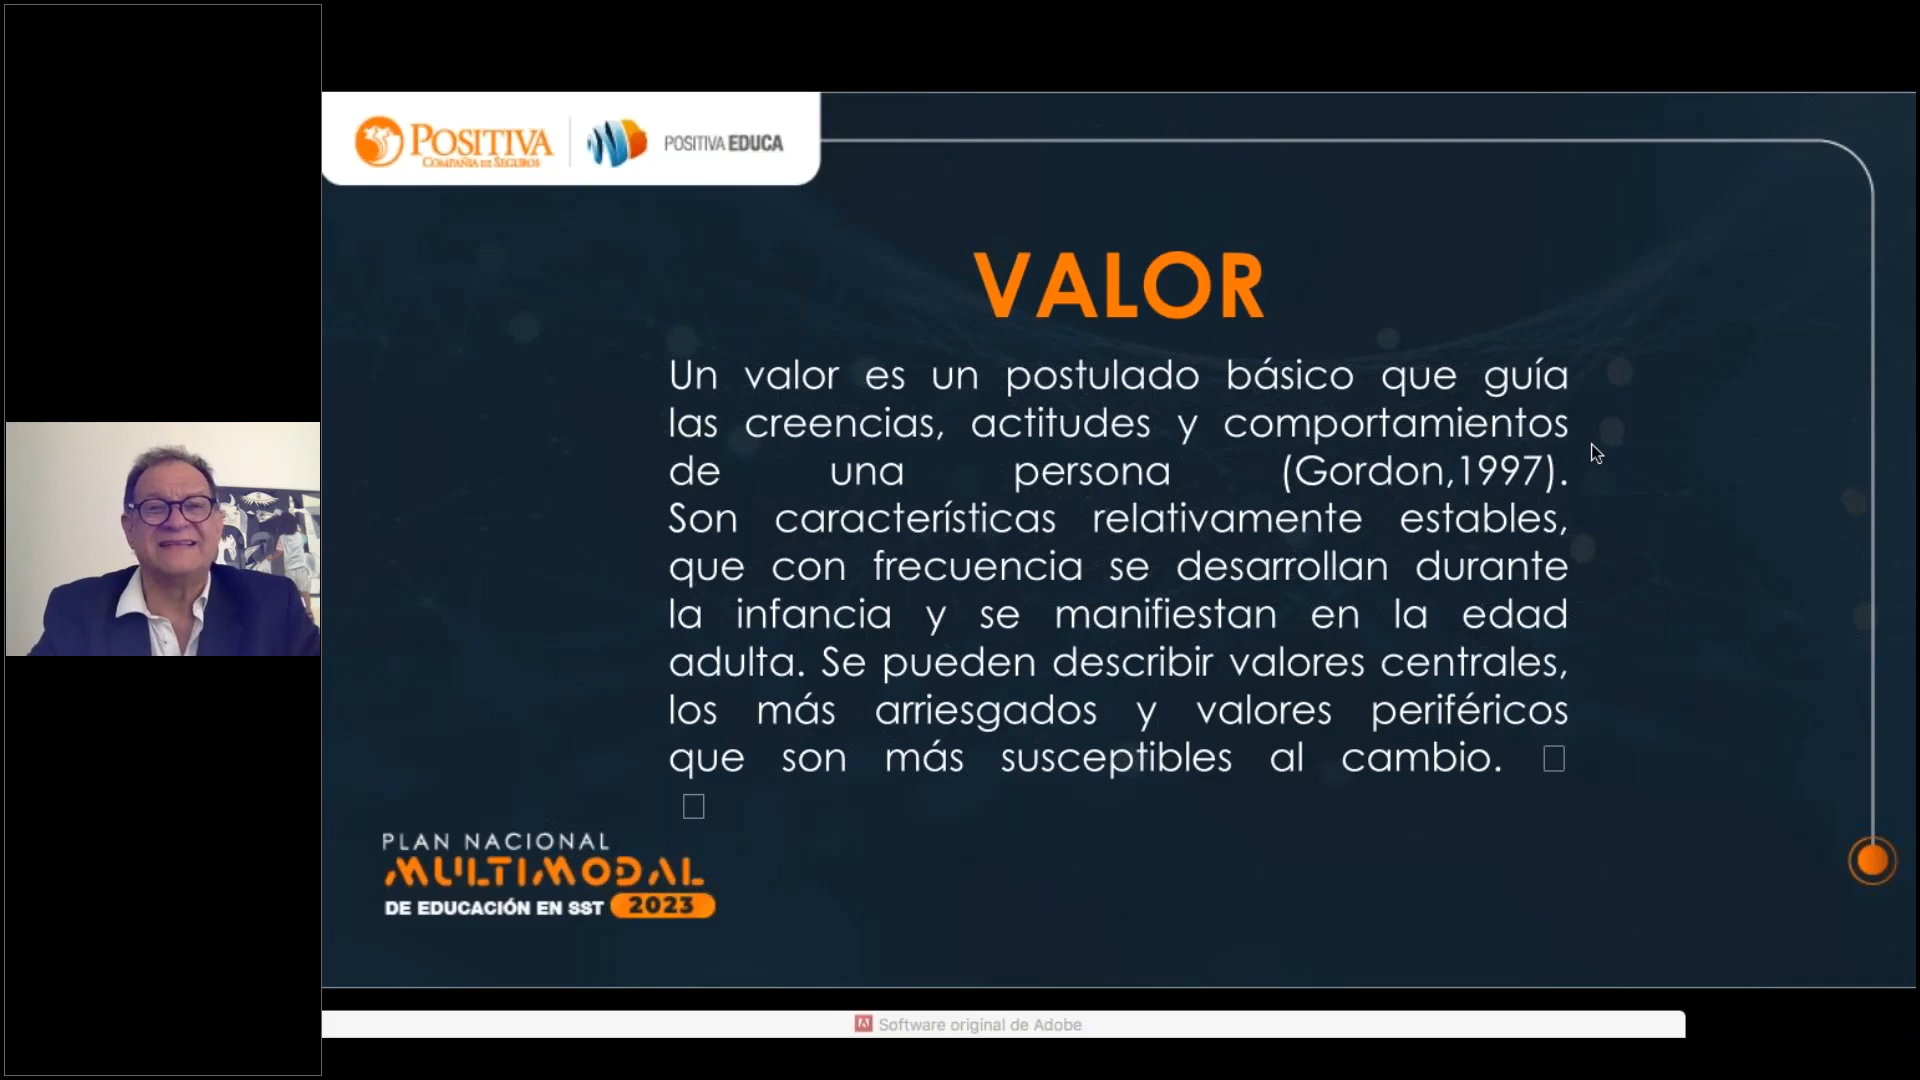 POSITIVA
COMPAÑIA DE SEGUROS
POSITIVA EDUCA
VALOR
Un valor es un postulado básico que guía
las creencias, actitudes y comportamientos
de una persona (Gordon,1997).
Son características relativamente estables,
que con frecuencia se desarrollan durante
la infancia y se manifiestan en la edad
adulta. Se pueden describir valores centrales,
los más arriesgados y valores periféricos
que son más susceptibles al cambio.
PLAN NACIONAL
MULTIMODAL
DE EDUCACIÓN EN SST 2023
Software original de Adobe